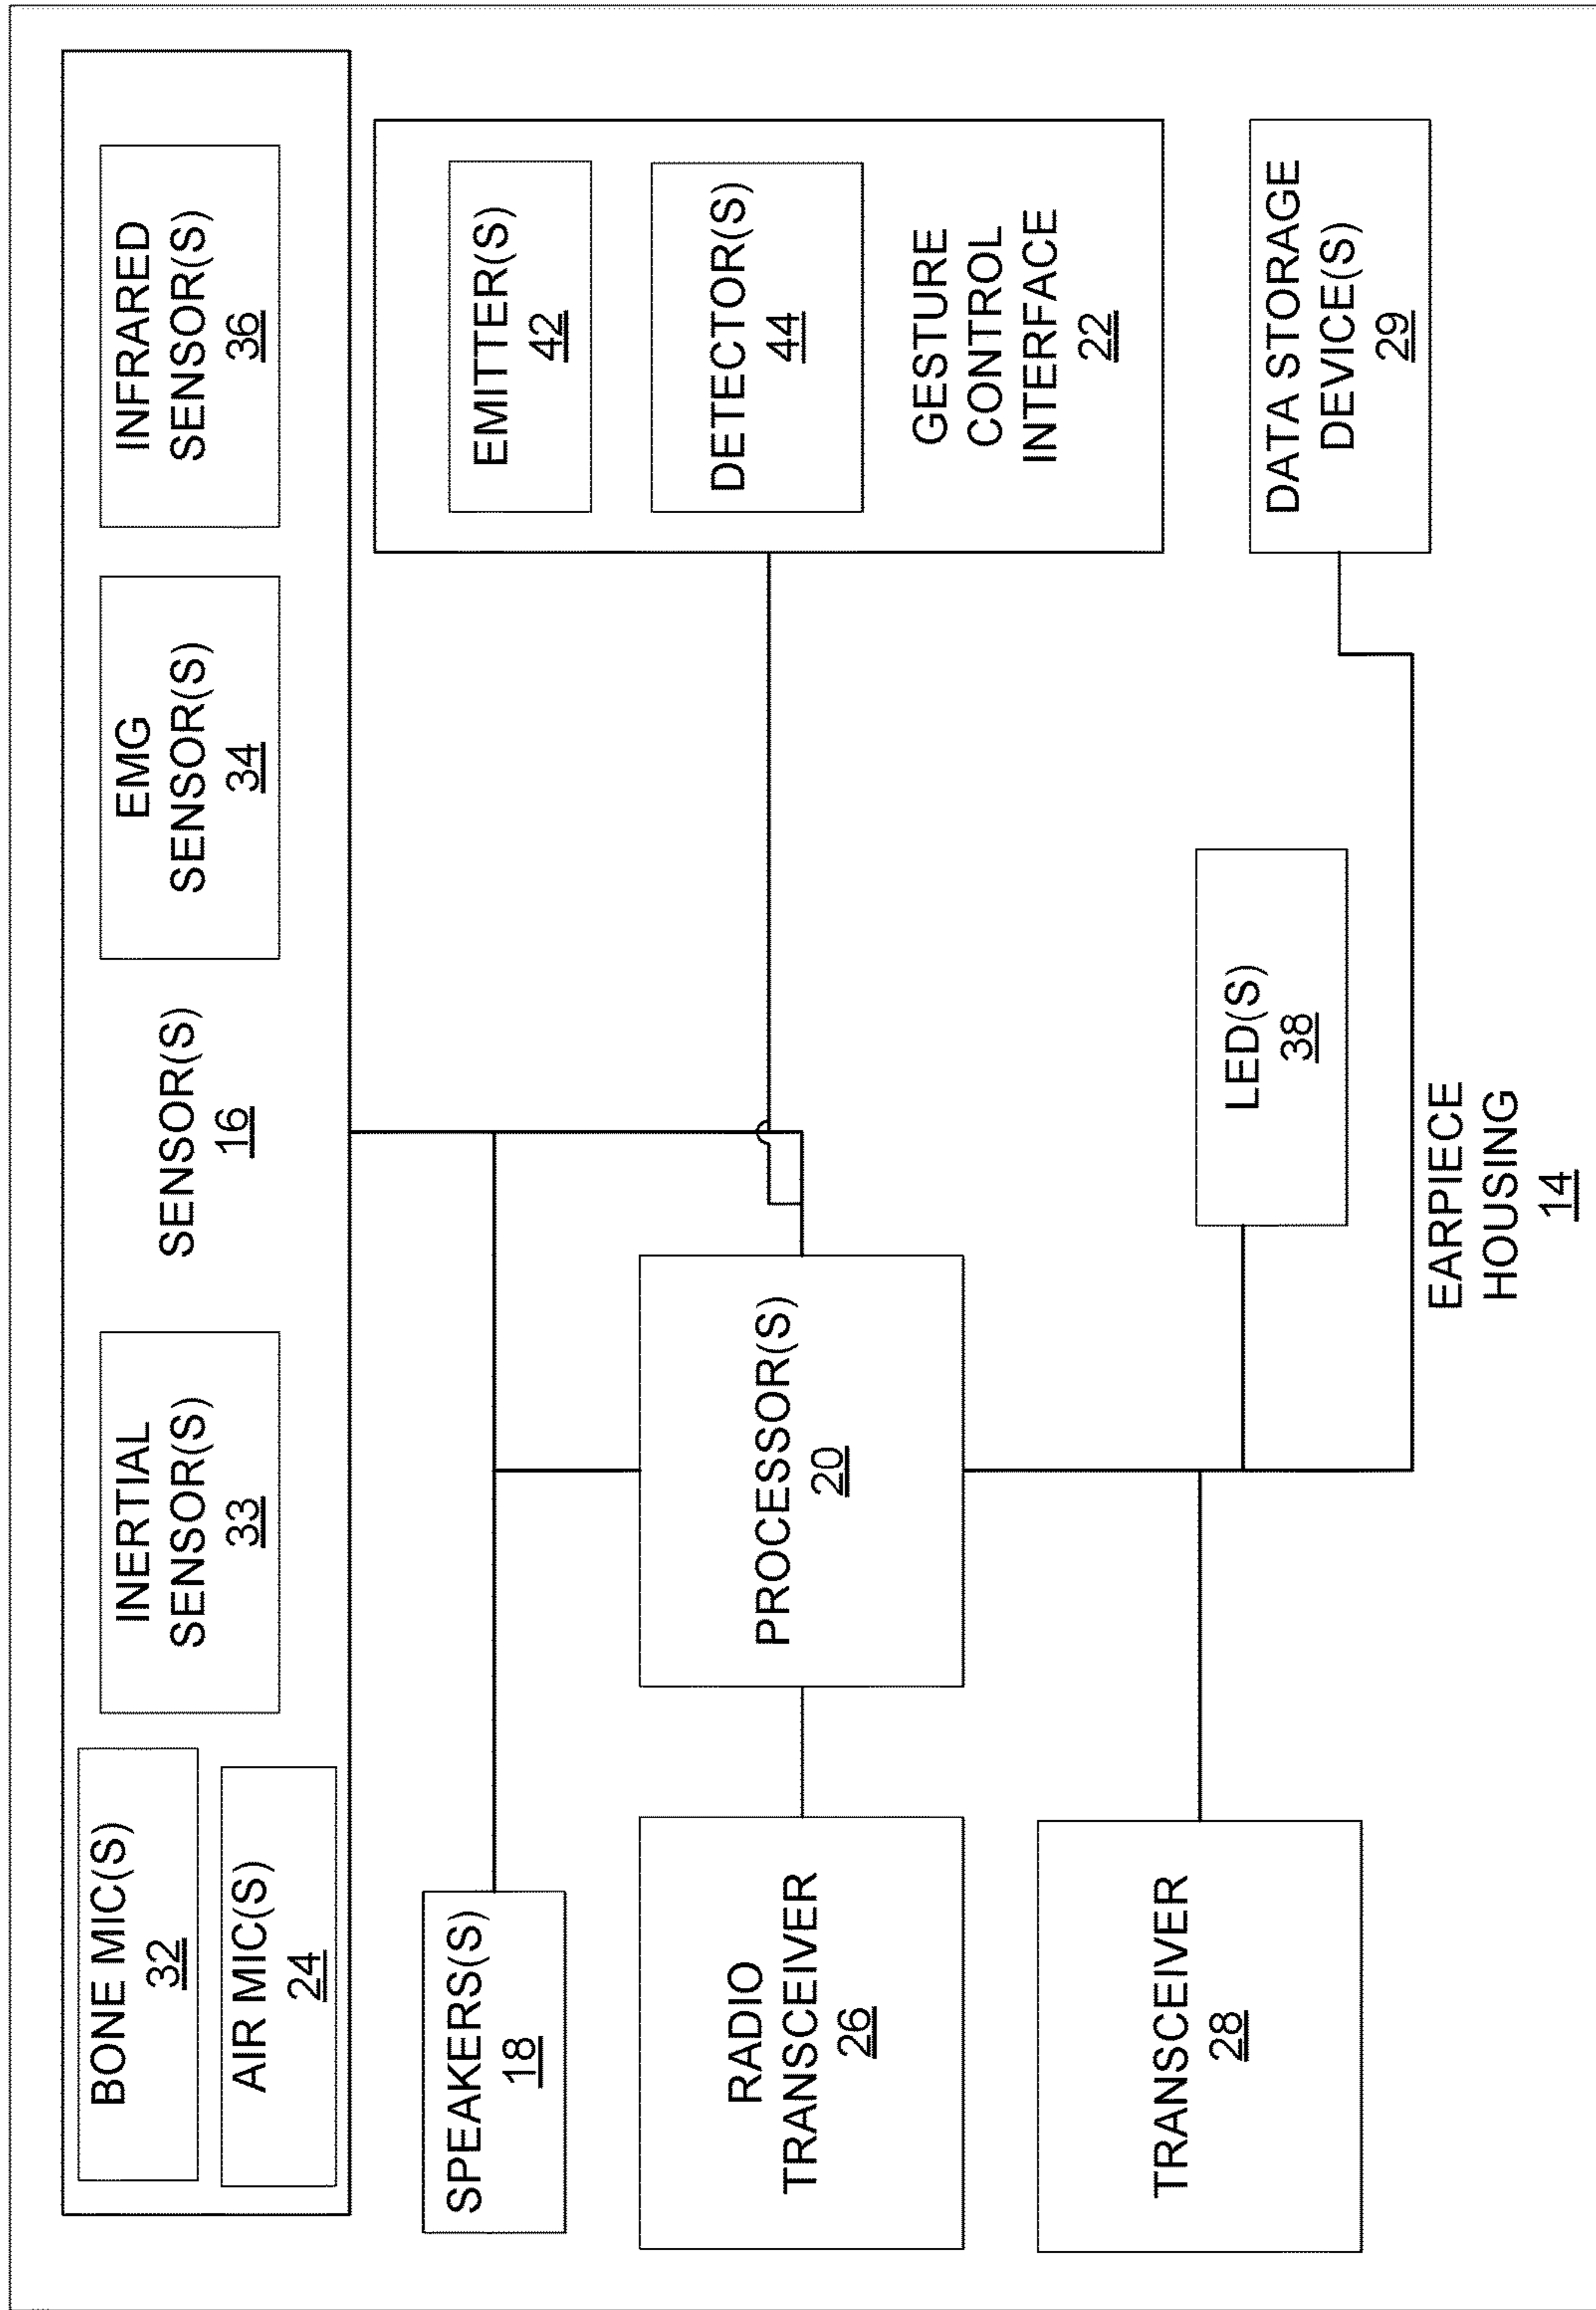 BONE MIC(S)
32
AIR MIC(S)
24
INERTIAL
SENSOR(S)
33
SENSOR(S)
16
EMG
SENSOR(S)
34
INFRARED
SENSOR(S)
36
SPEAKERS(S)
18
RADIO
TRANSCEIVER
26
TRANSCEIVER
28
PROCESSOR(S)
20
LED(S)
38
EMITTER(S)
42
DETECTOR(S)
44
GESTURE
CONTROL
INTERFACE
22
DATA STORAGE
DEVICE(S)
29
EARPIECE
HOUSING
14